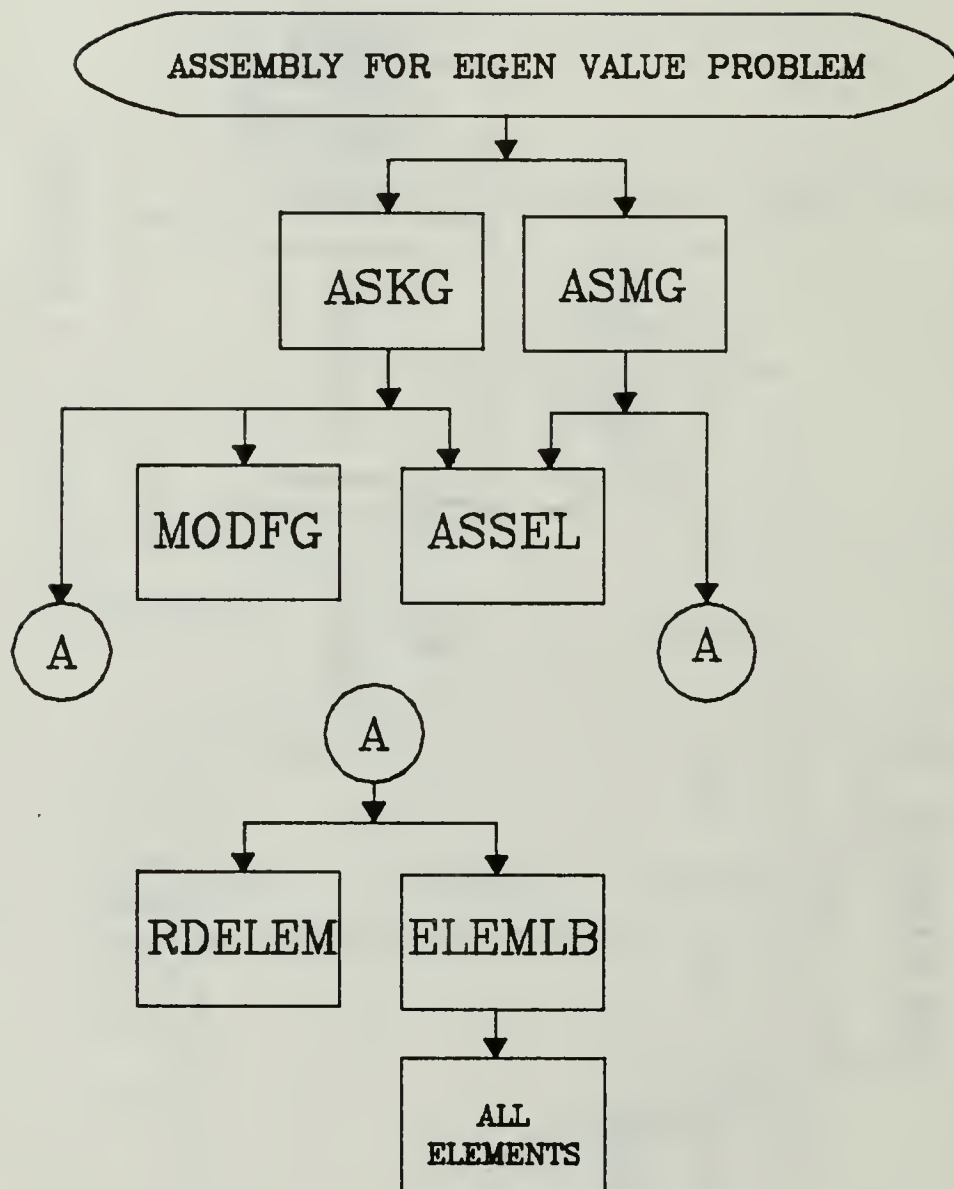 ASSEMBLY FOR EIGEN VALUE PROBLEM
ASKG
ASMG
MODFG
ASSEL
A
A
A
RDELEM
ELEMLB
ALL
ELEMENTS